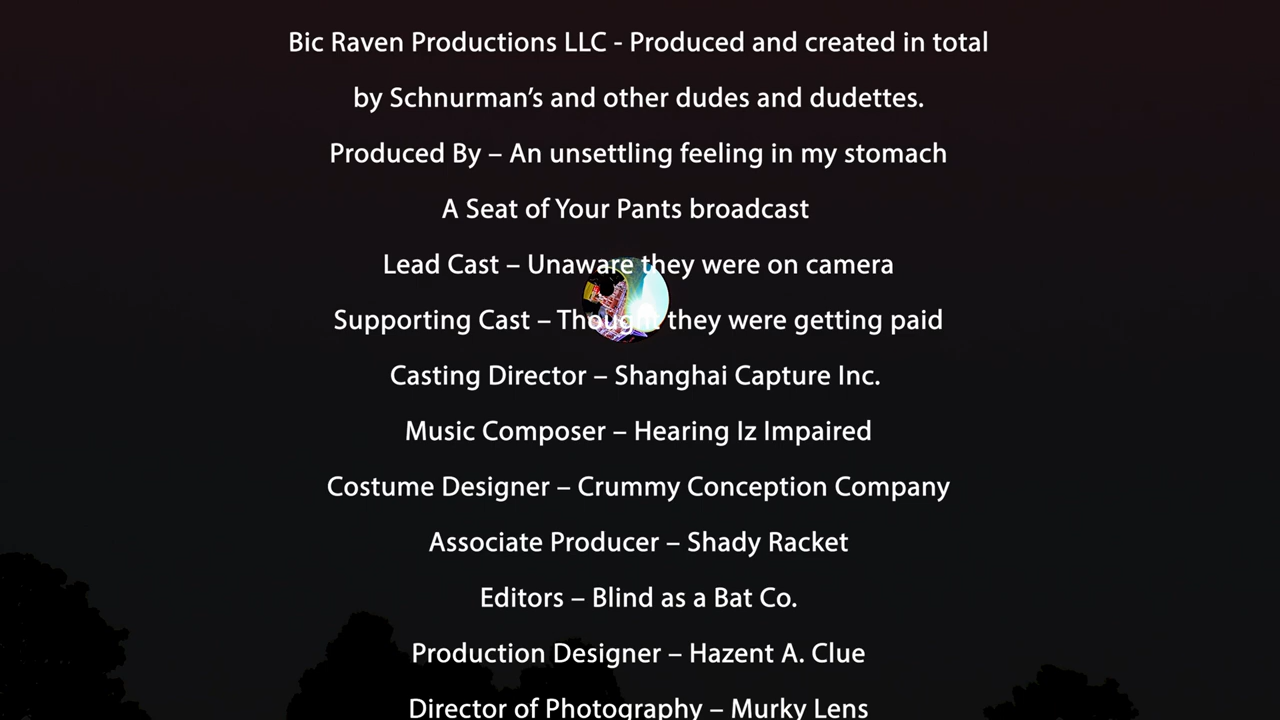 Bic Raven Productions LLC - Produced and created in total
by Schnurman’s and other dudes and dudettes.
Produced By – An unsettling feeling in my stomach
A Seat of Your Pants broadcast
Lead Cast – Unaware they were on camera
Supporting Cast – Thought they were getting paid
Casting Director – Shanghai Capture Inc.
Music Composer – Hearing Iz Impaired
Costume Designer – Crummy Conception Company
Associate Producer – Shady Racket
Editors – Blind as a Bat Co.
Production Designer – Hazent A. Clue
Director of Photography – Murky Lens